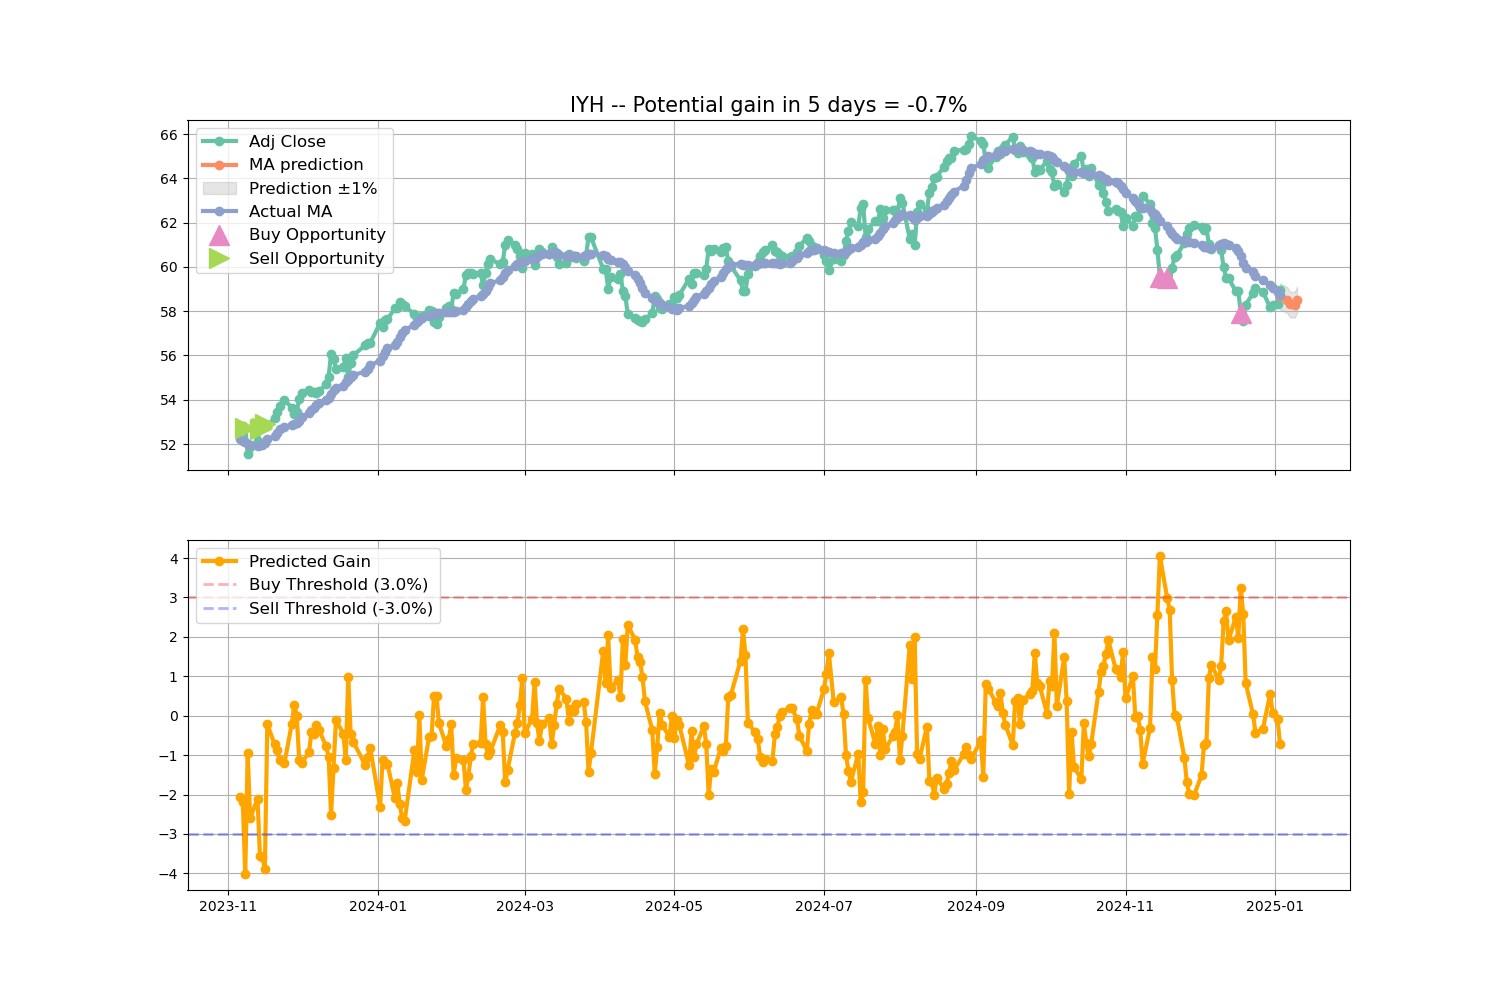 IYH -- Potential gain in 5 days = -0.7%
66
64
62
60
58
56
54
52
Adj Close
MA prediction
Prediction ±1%
Actual MA
Buy Opportunity
Sell Opportunity
4
3
2
1
0
−1
−2
−3
−4
Predicted Gain
Buy Threshold (3.0%)
Sell Threshold (-3.0%)
2023-11
2024-01
2024-03
2024-05
2024-07
2024-09
2024-11
2025-01